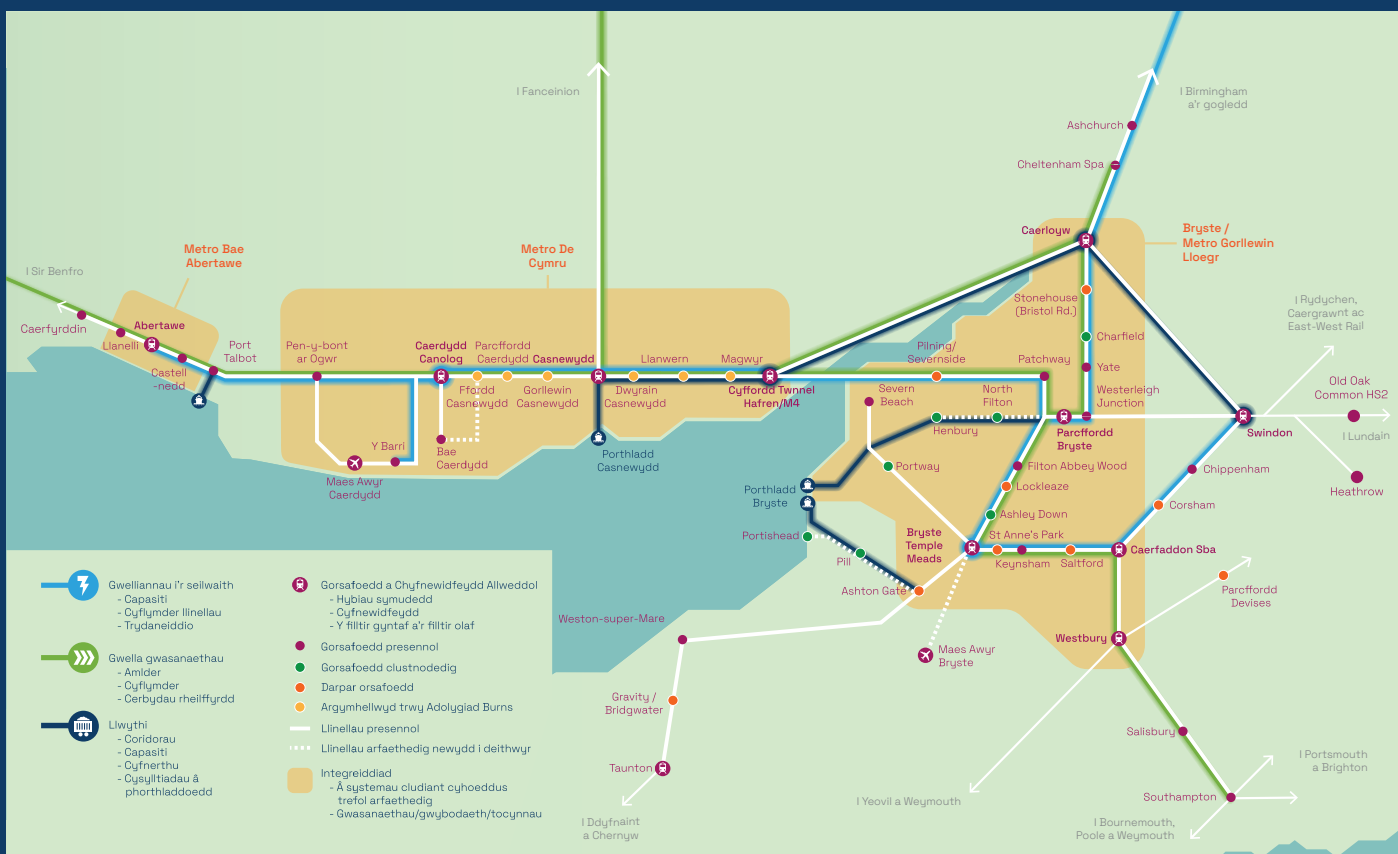 I Fanceinion
I Birmingham
a'r gogledd
Ashchurch
Cheltenham Spa
Caerloyw
Bryste /
Metro Gorllewin
Lloegr
Metro Bae
Abertawe
Metro De
Cymru
I Sir Benfro
Caerfyrddin
Llanelli
Abertawe
Castell
-nedd
Port
Talbot
Pen-y-bont
ar Ogwr
Caerdydd
Canolog
Parcffordd
Caerdydd
Casnewydd
Ffordd
Casnewydd
Gorllewin
Casnewydd
Llanwern
Magwyr
Dwyrain
Casnewydd
Cyffordd Twnnel
Hafren/M4
Y Barri
Bae
Caerdydd
Maes Awyr
Caerdydd
Porthladd
Casnewydd
Stonehouse
(Bristol Rd.)
Charfield
Pilning/
Severnside
Patchway
Yate
Westerleigh
Junction
Severn
Beach
North
Filton
Henbury
Parcffordd
Bryste
Portway
Filton Abbey Wood
Lockleaze
Ashley Down
Porthladd
Bryste
Portishead
Pill
Bryste
Temple
Meads
St Anne's Park
Keynsham
Saltford
Caerfaddon Sba
Ashton Gate
Weston-super-Mare
Maes Awyr
Bryste
Gravity /
Bridgwater
Taunton
I Ddyfnaint
a Chernyw
I Rydychen,
Caergrawnt ac
East-West Rail
Old Oak
Common HS2
I Lundain
Swindon
Heathrow
Chippenham
Corsham
Parcffordd
Devises
Westbury
Salisbury
Southampton
I Portsmouth
a Brighton
I Yeovil a Weymouth
I Bournemouth,
Poole a Weymouth
Gwelliannau i'r seilwaith
- Capasiti
- Cyflymder llinellau
- Trydaneiddio
Gwella gwasanaethau
- Amlder
- Cyflymder
- Cerbydau rheilffyrdd
Llwythi
- Coridorau
- Capasiti
- Cyfnerthu
- Cysylltiadau â
phorthladdoedd
Gorsafoedd a Chyfnewidfeydd Allweddol
- Hybiau symudedd
- Cyfnewidfeydd
- Y filltir gyntaf a'r filltir olaf
Gorsafoedd presennol
Gorsafoedd clustnodedig
Darpar orsafoedd
Argymhellwyd trwy Adolygiad Burns
Llinellau presennol
Llinellau arfaethedig newydd i deithwyr
Integreiddiad
- Â systemau cludiant cyhoeddus
trefol arfaethedig
- Gwasanaethau/gwybodaeth/tocynnau